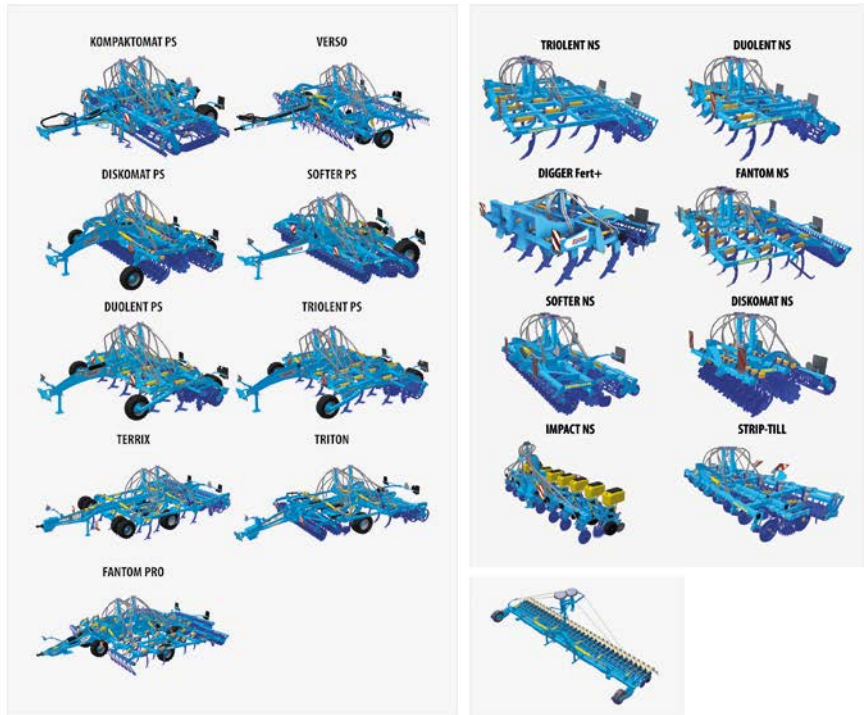 KOMPAKTOMAT PS
VERSO
DISKOMAT PS
SOFTER PS
DUOLENT PS
TRIOLENT PS
TERRIX
TRITON
FANTOM PRO
TRIOLENT NS
DUOLENT NS
DIGGER Fert+
FANTOM NS
SOFTER NS
DISKOMAT NS
IMPACT NS
STRIP-TILL